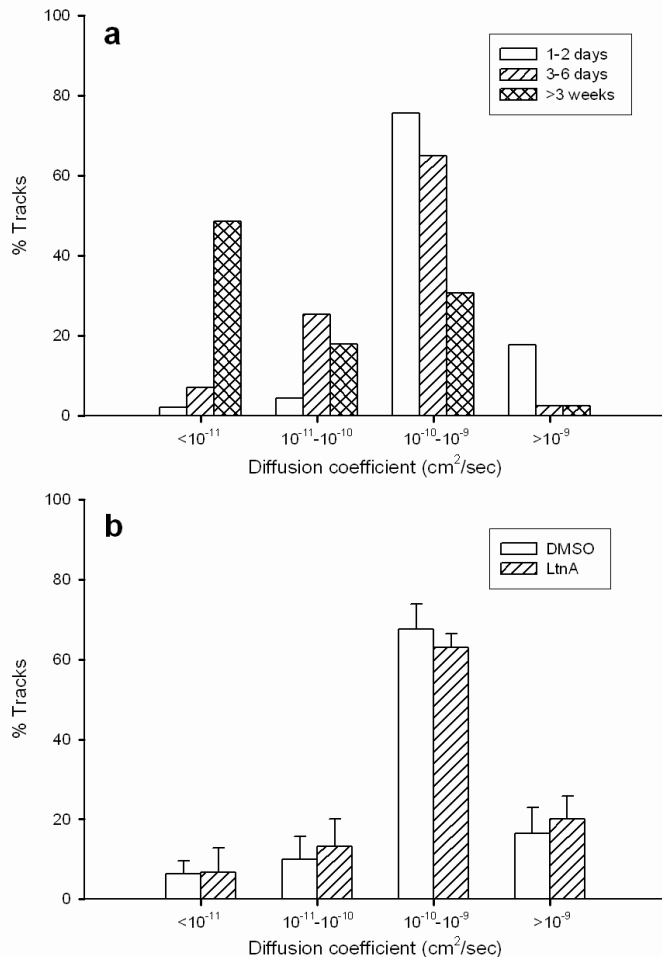 a
100
80
60
40
20
0
% Tracks
1-2 days
3-6 days
>3 weeks
<10⁻¹¹ 10⁻¹¹-10⁻¹⁰ 10⁻¹⁰-10⁻⁹ >10⁻⁹
Diffusion coefficient (cm²/sec)
b
100
80
60
40
20
0
% Tracks
DMSO
LtnA
<10⁻¹¹ 10⁻¹¹-10⁻¹⁰ 10⁻¹⁰-10⁻⁹ >10⁻⁹
Diffusion coefficient (cm²/sec)